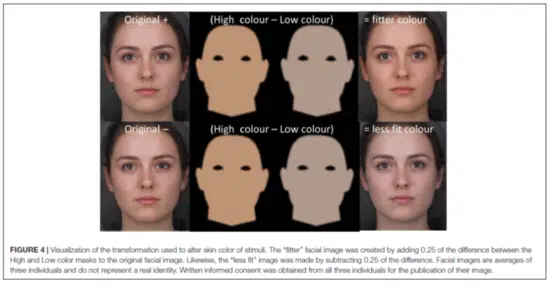 Original + (High colour – Low colour) = fitter colour
Original – (High colour – Low colour) = less fit colour
FIGURE 4 | Visualization of the transformation used to alter skin color of stimuli. The “fitter” facial image was created by adding 0.25 of the difference between the
High and Low color masks to the original facial image. Likewise, the “less fit” image was made by subtracting 0.25 of the difference. Facial images are averages of
three individuals and do not represent a real identity. Written informed consent was obtained from all three individuals for the publication of their image.